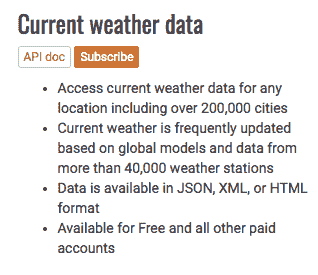 Current weather data
API doc Subscribe
• Access current weather data for any
location including over 200,000 cities
• Current weather is frequently updated
based on global models and data from
more than 40,000 weather stations
• Data is available in JSON, XML, or HTML
format
• Available for Free and all other paid
accounts